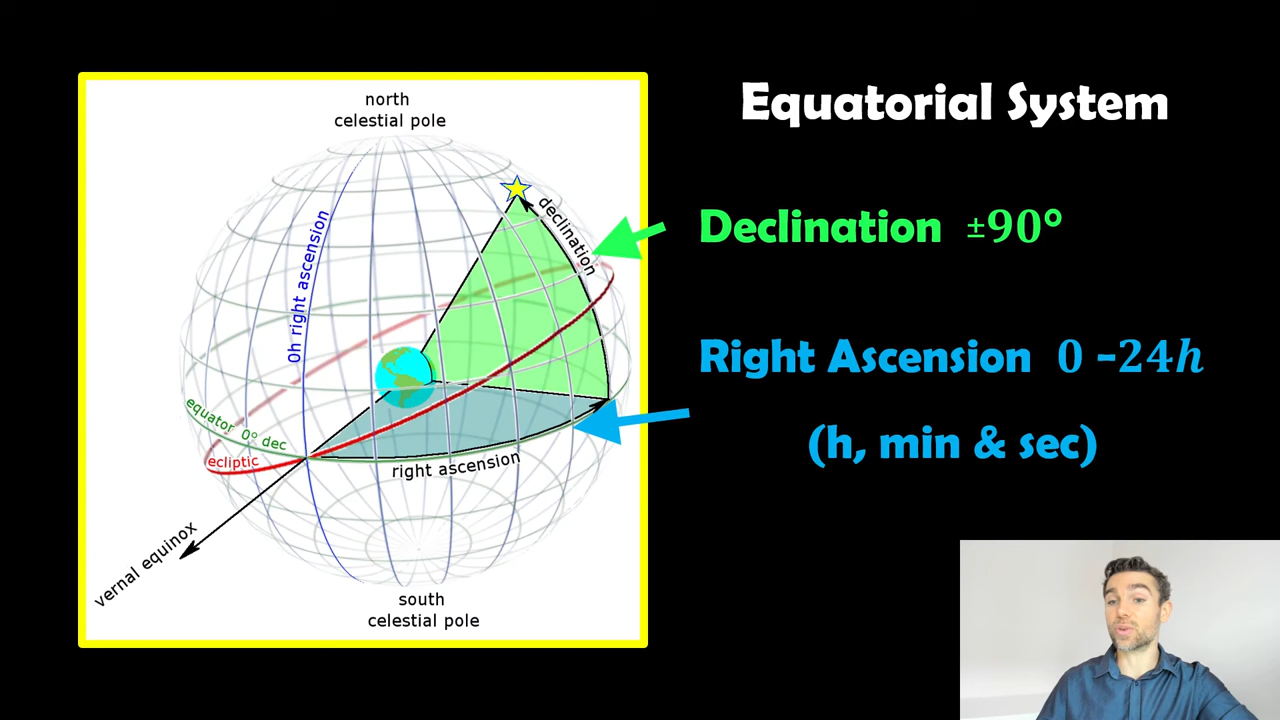 north
celestial pole
declination
0h right ascension
equator 0° dec
ecliptic
right ascension
vernal equinox
south
celestial pole
Equatorial System
Declination ±90°
Right Ascension 0 -24h
(h, min & sec)